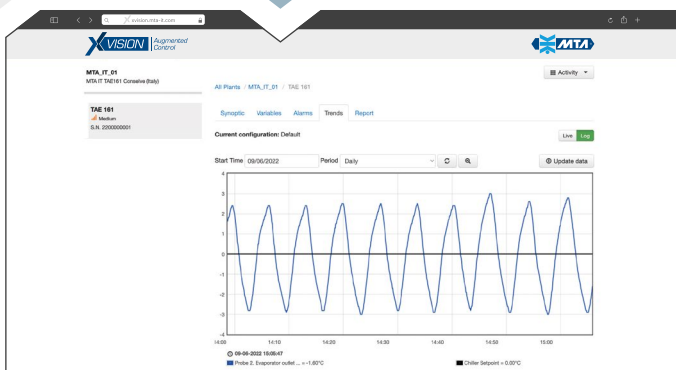 xvision.mta-it.com
XVISION Augmented Control
MTA
MTA_IT_01
MTA IT TAE161 Conselve (Italy)
Activity
All Plants / MTA_IT_01 / TAE 161
TAE 161
Medium
S.N. 2200000001
Synoptic Variables Alarms Trends Report
Current configuration: Default
Live Log
Start Time 09/06/2022 Period Daily Update data
4
3
2
1
0
-1
-2
-3
-4
14:05 14:10 14:20 14:30 14:40 14:50 15:00
09-06-2022 15:05:47
Probe 2. Evaporator outlet ... = -1.60°C Chiller Setpoint = 0.00°C